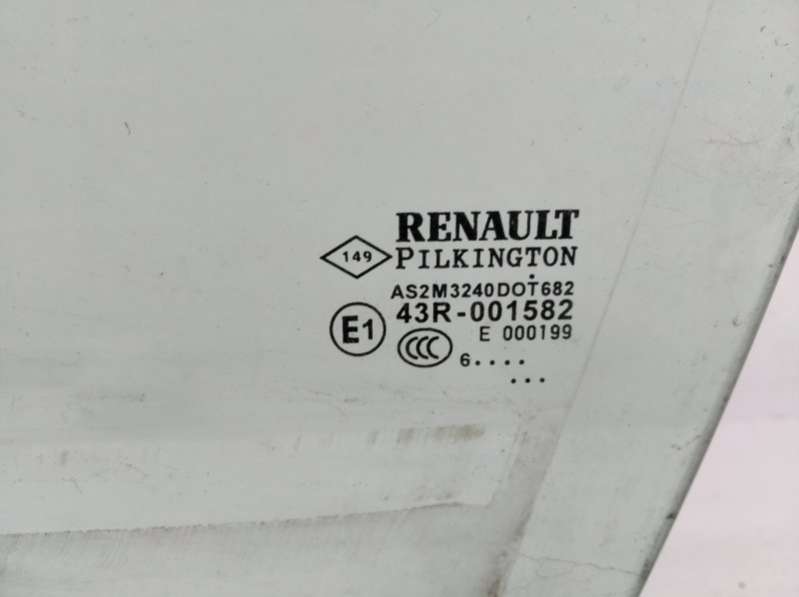 RENAULT
149 PILKINGTON
AS2M3240DOT682
E1 43R-001582
E 000199
CCC 6....
...